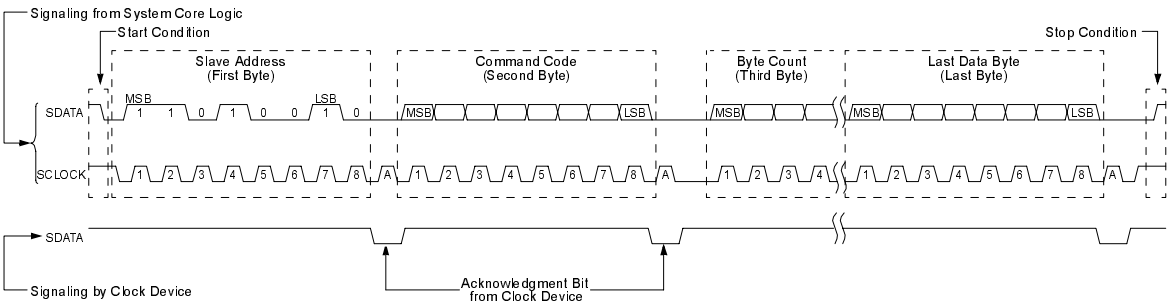 Signaling from System Core Logic
Start Condition
Stop Condition
Slave Address
(First Byte)
Command Code
(Second Byte)
Byte Count
(Third Byte)
Last Data Byte
(Last Byte)
MSB LSB
SDATA 1 1 0 1 0 0 1 0 MSB LSB MSB MSB LSB
SCLOCK 1 2 3 4 5 6 7 8 A 1 2 3 4 5 6 7 8 A 1 2 3 4 1 2 3 4 5 6 7 8 A
SDATA
Signaling by Clock Device
Acknowledgment Bit
from Clock Device